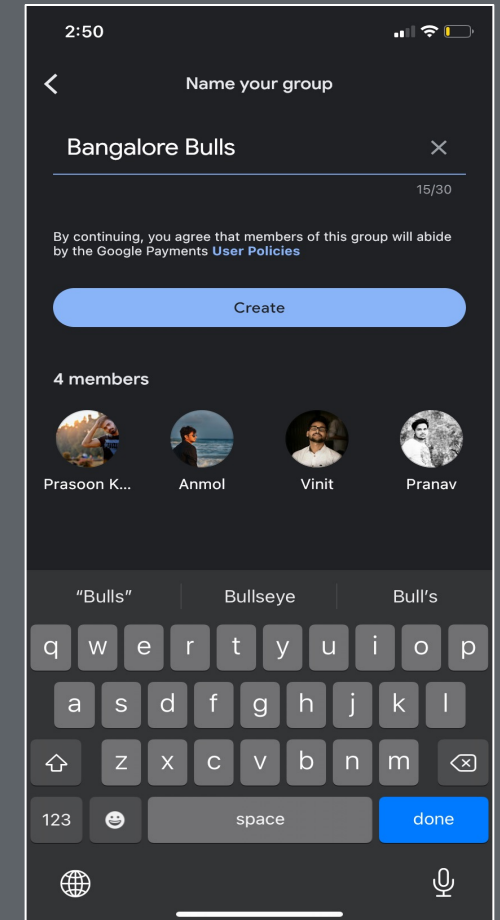 2:50
Name your group
Bangalore Bulls
15/30
By continuing, you agree that members of this group will abide
by the Google Payments User Policies
Create
4 members
Prasoon K... Anmol Vinit Pranav
“Bulls” Bullseye Bull's
q w e r t y u i o p
a s d f g h j k l
z x c v b n m
123 space done